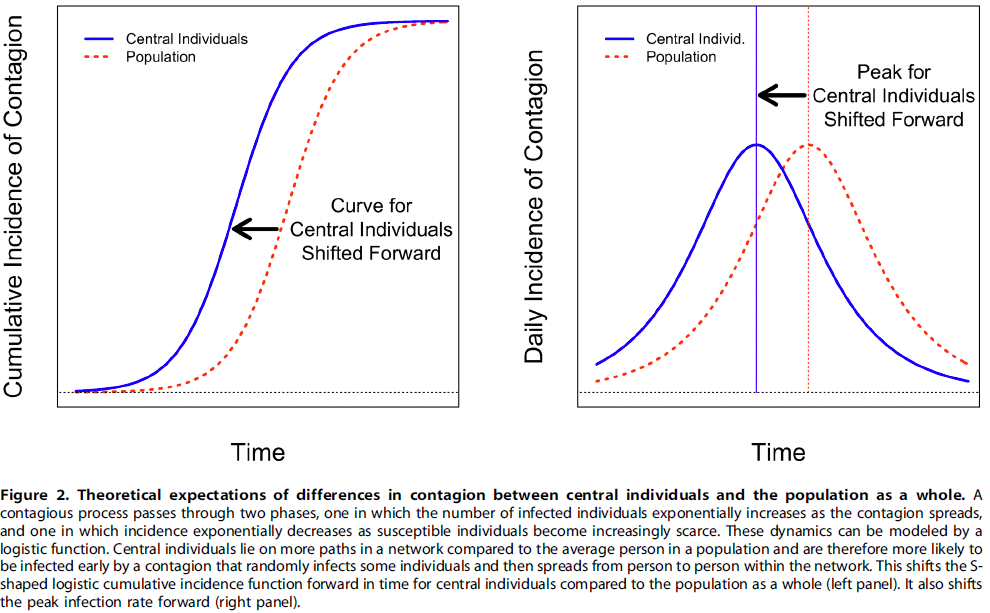 Cumulative Incidence of Contagion
Central Individuals
Population
Curve for
Central Individuals
Shifted Forward
Time
Daily Incidence of Contagion
Central Individ.
Population
Peak for
Central Individuals
Shifted Forward
Time
Figure 2. Theoretical expectations of differences in contagion between central individuals and the population as a whole. A
contagious process passes through two phases, one in which the number of infected individuals exponentially increases as the contagion spreads,
and one in which incidence exponentially decreases as susceptible individuals become increasingly scarce. These dynamics can be modeled by a
logistic function. Central individuals lie on more paths in a network compared to the average person in a population and are therefore more likely to
be infected early by a contagion that randomly infects some individuals and then spreads from person to person within the network. This shifts the S-
shaped logistic cumulative incidence function forward in time for central individuals compared to the population as a whole (left panel). It also shifts
the peak infection rate forward (right panel).